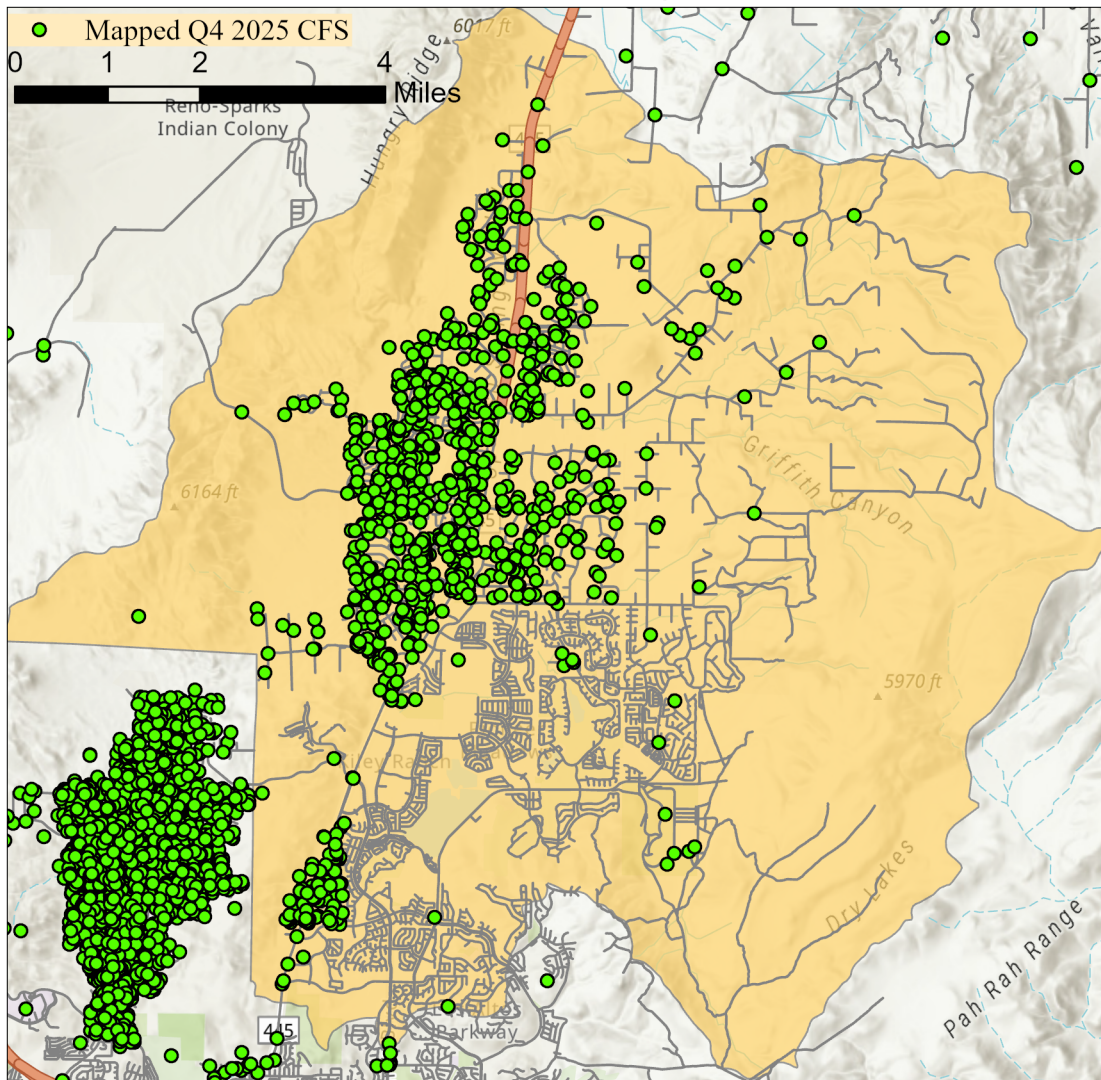 Mapped Q4 2025 CFS
6017 ft
0 1 2 4
Miles
Reno-Sparks
Indian Colony
Hungry Ridge
Griffith Canyon
6164 ft
5970 ft
Dry Lakes
Pah Rah Range
445
Parkway